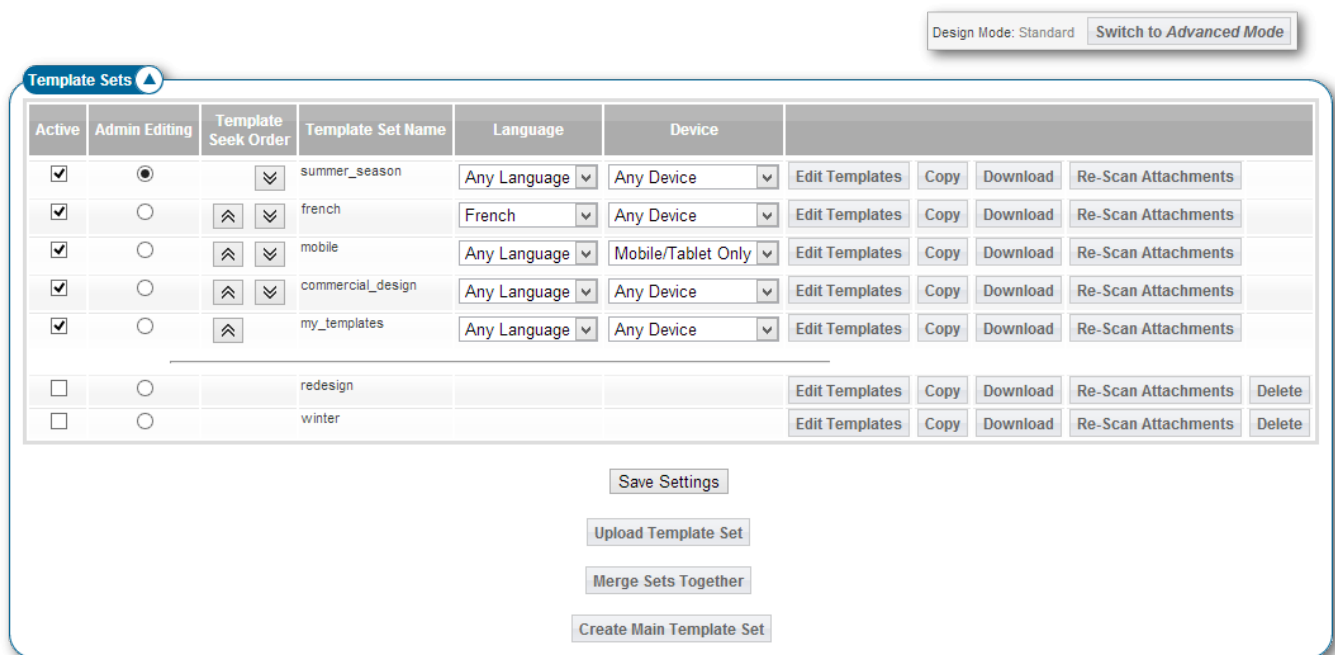 Design Mode: Standard Switch to Advanced Mode
Template Sets
Active Admin Editing Template Seek Order Template Set Name Language Device
summer_season Any Language Any Device Edit Templates Copy Download Re-Scan Attachments
french French Any Device Edit Templates Copy Download Re-Scan Attachments
mobile Any Language Mobile/Tablet Only Edit Templates Copy Download Re-Scan Attachments
commercial_design Any Language Any Device Edit Templates Copy Download Re-Scan Attachments
my_templates Any Language Any Device Edit Templates Copy Download Re-Scan Attachments
redesign Edit Templates Copy Download Re-Scan Attachments Delete
winter Edit Templates Copy Download Re-Scan Attachments Delete
Save Settings
Upload Template Set
Merge Sets Together
Create Main Template Set